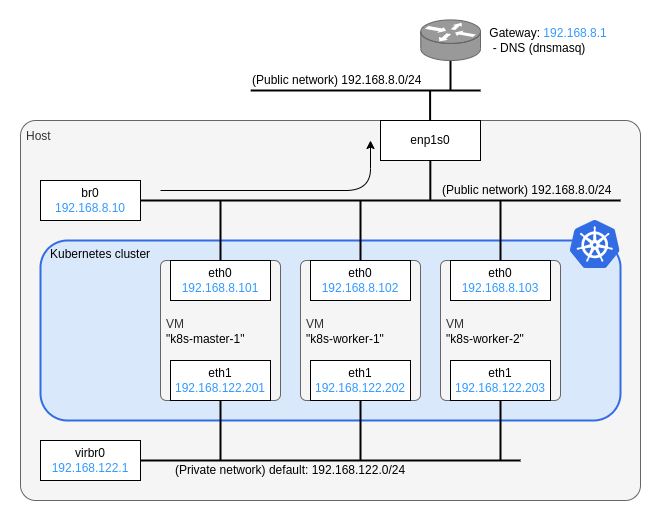 Gateway: 192.168.8.1
- DNS (dnsmasq)
(Public network) 192.168.8.0/24
Host
enp1s0
br0
192.168.8.10
(Public network) 192.168.8.0/24
Kubernetes cluster
eth0
192.168.8.101
eth0
192.168.8.102
eth0
192.168.8.103
VM
"k8s-master-1"
VM
"k8s-worker-1"
VM
"k8s-worker-2"
eth1
192.168.122.201
eth1
192.168.122.202
eth1
192.168.122.203
virbr0
192.168.122.1
(Private network) default: 192.168.122.0/24